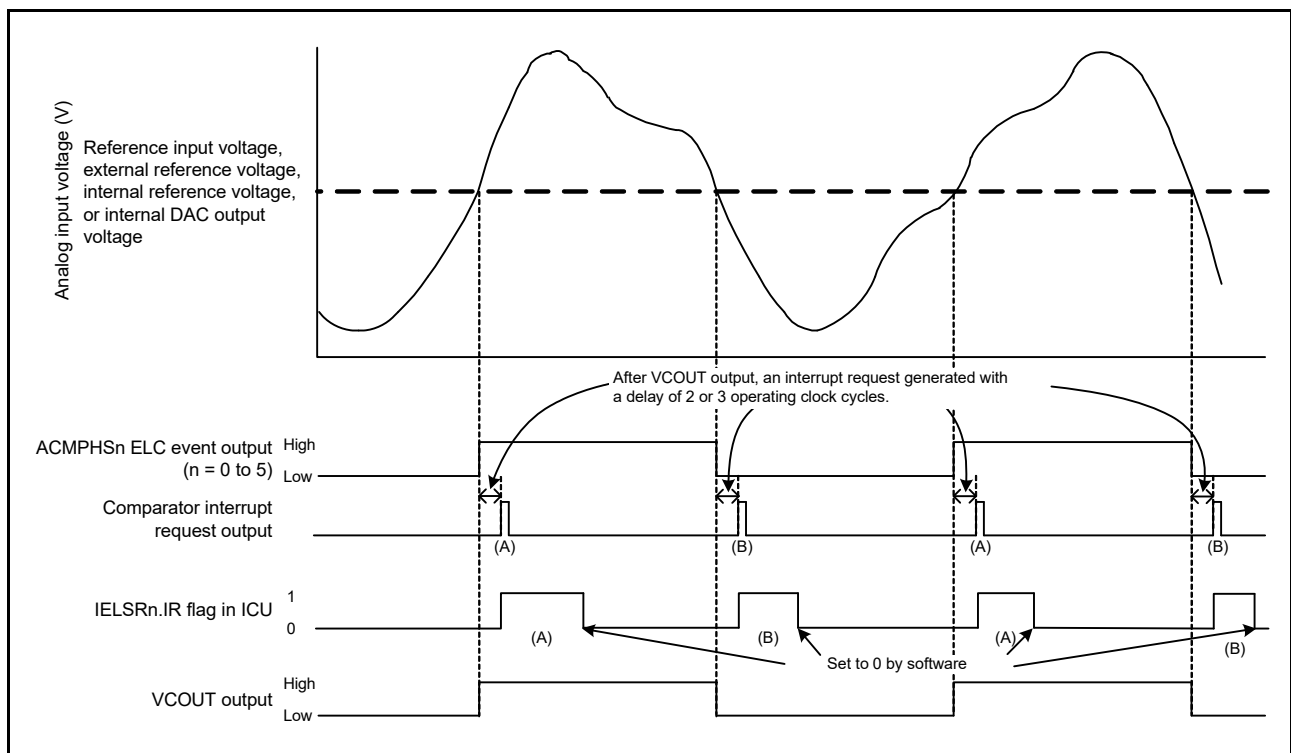 Analog input voltage (V)
Reference input voltage,
external reference voltage,
internal reference voltage,
or internal DAC output
voltage
After VCOUT output, an interrupt request generated with
a delay of 2 or 3 operating clock cycles.
ACMPHSn ELC event output
(n = 0 to 5)
High
Low
Comparator interrupt
request output
(A)
(B)
(A)
(B)
IELSRn.IR flag in ICU
1
0
(A)
(B)
(A)
(B)
Set to 0 by software
VCOUT output
High
Low